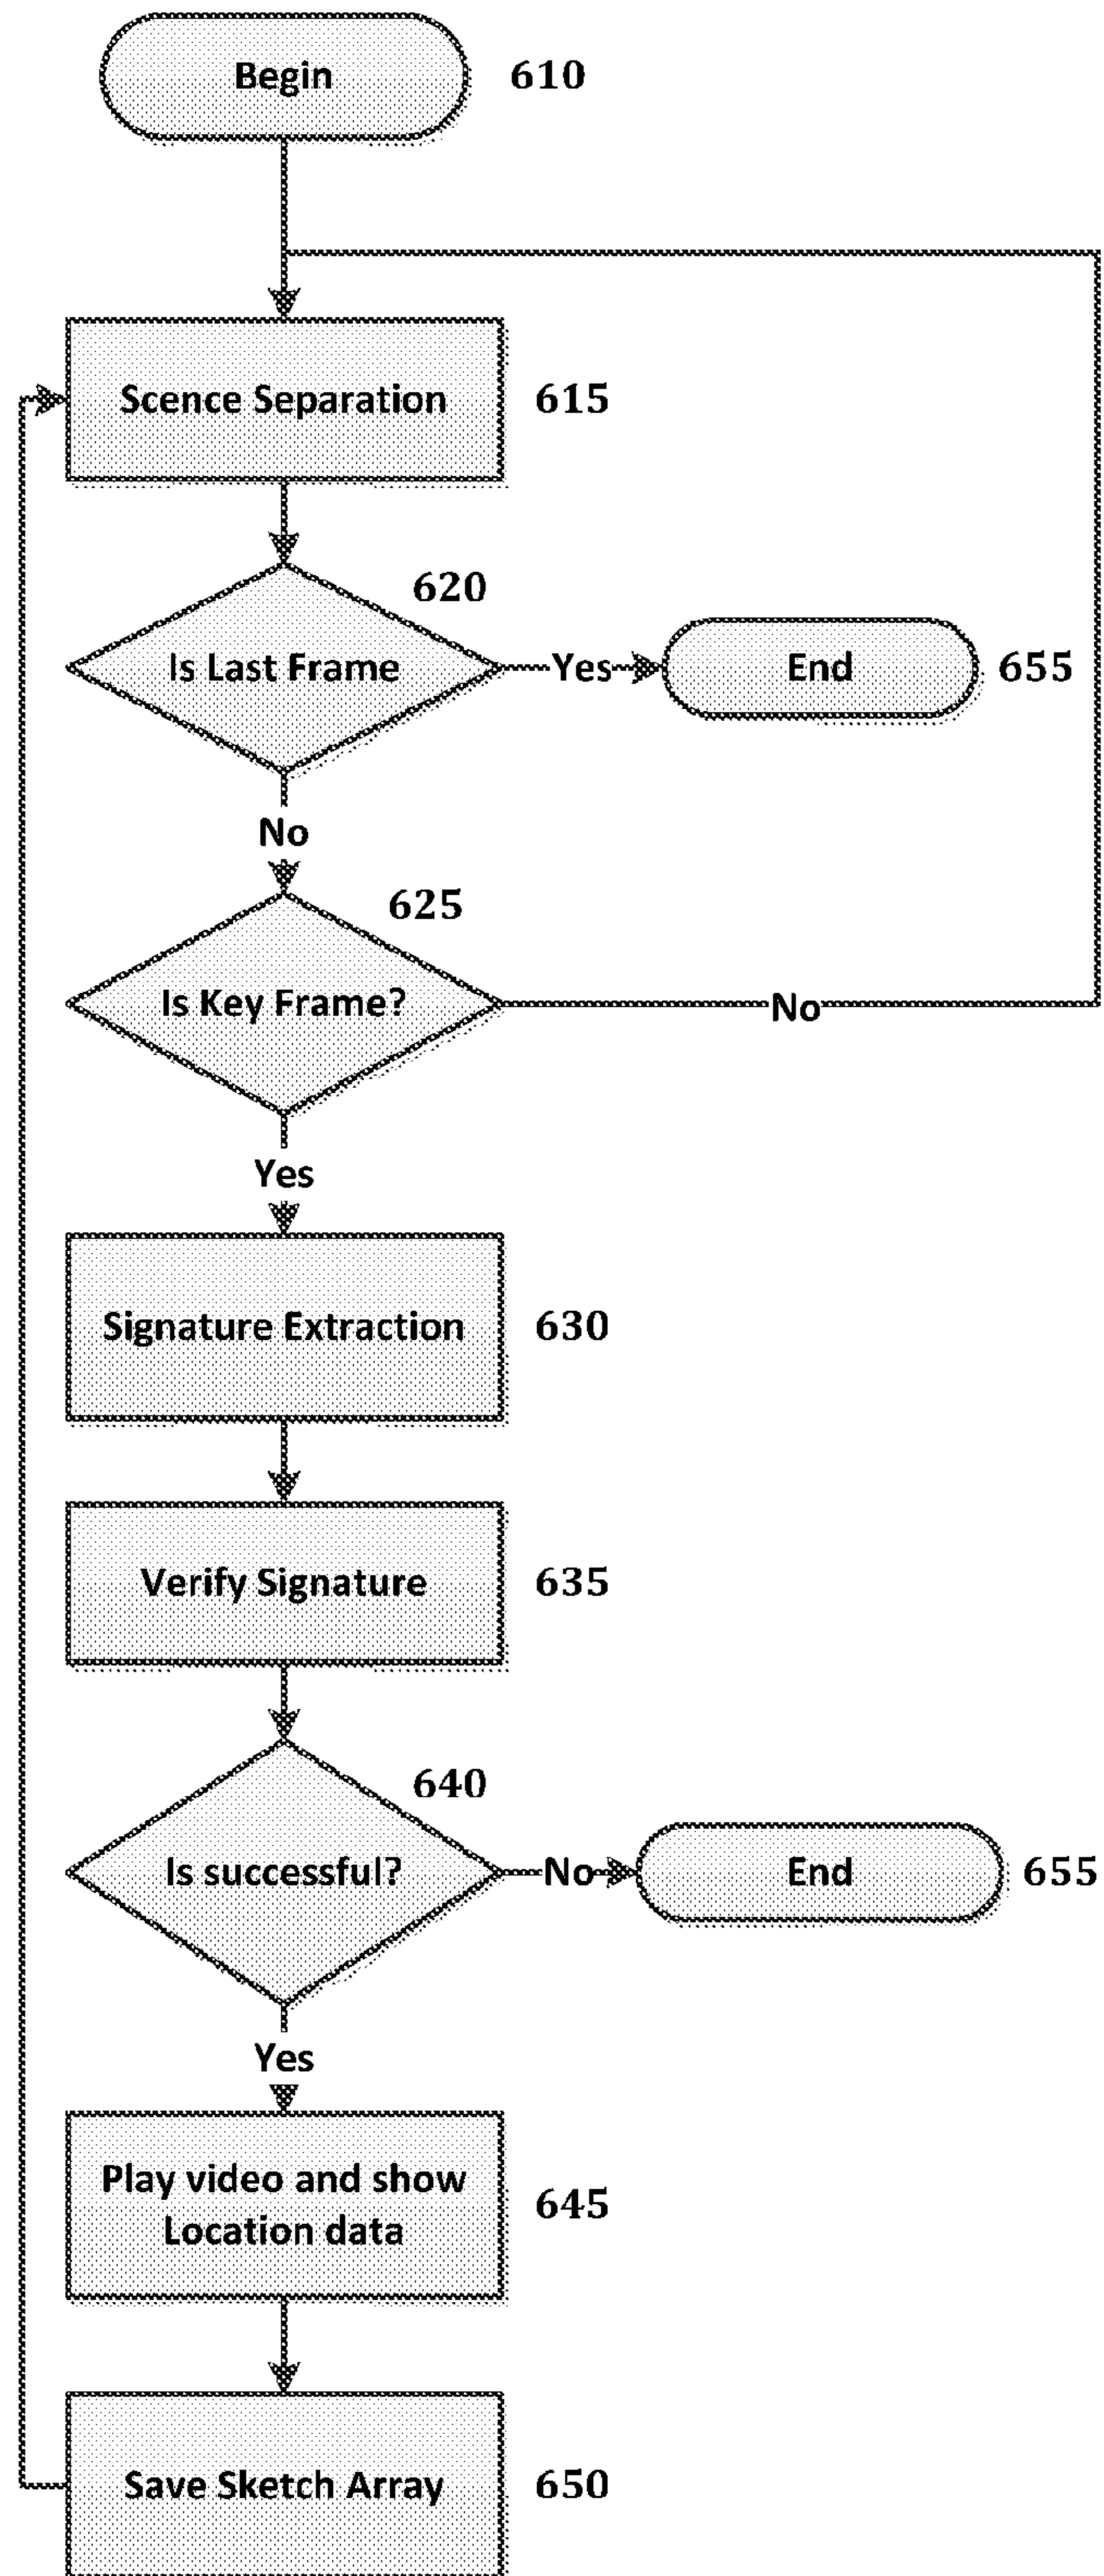 Begin
610
Scence Separation
615
620
Is Last Frame
Yes
End
655
No
625
Is Key Frame?
No
Yes
Signature Extraction
630
Verify Signature
635
640
Is successful?
No
End
655
Yes
Play video and show
Location data
645
Save Sketch Array
650